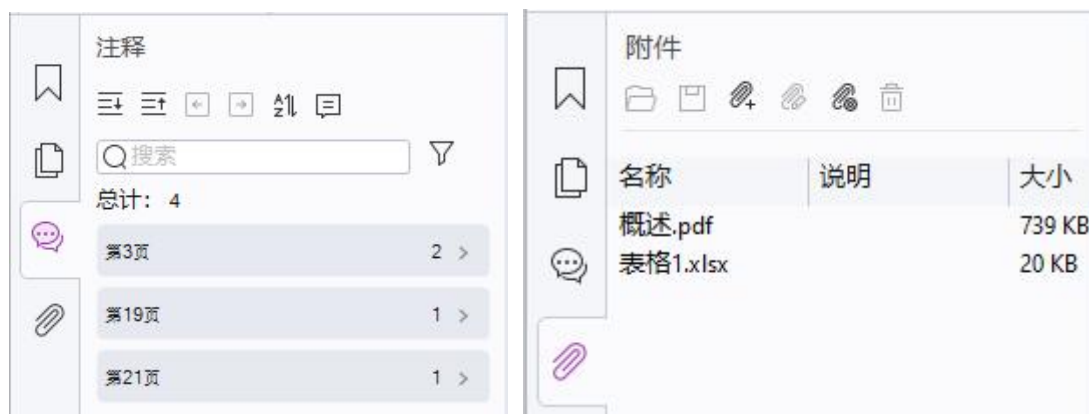 注释
搜索
总计： 4
第3页 2 >
第19页 1 >
第21页 1 >
附件
名称 说明 大小
概述.pdf 739 KB
表格1.xlsx 20 KB